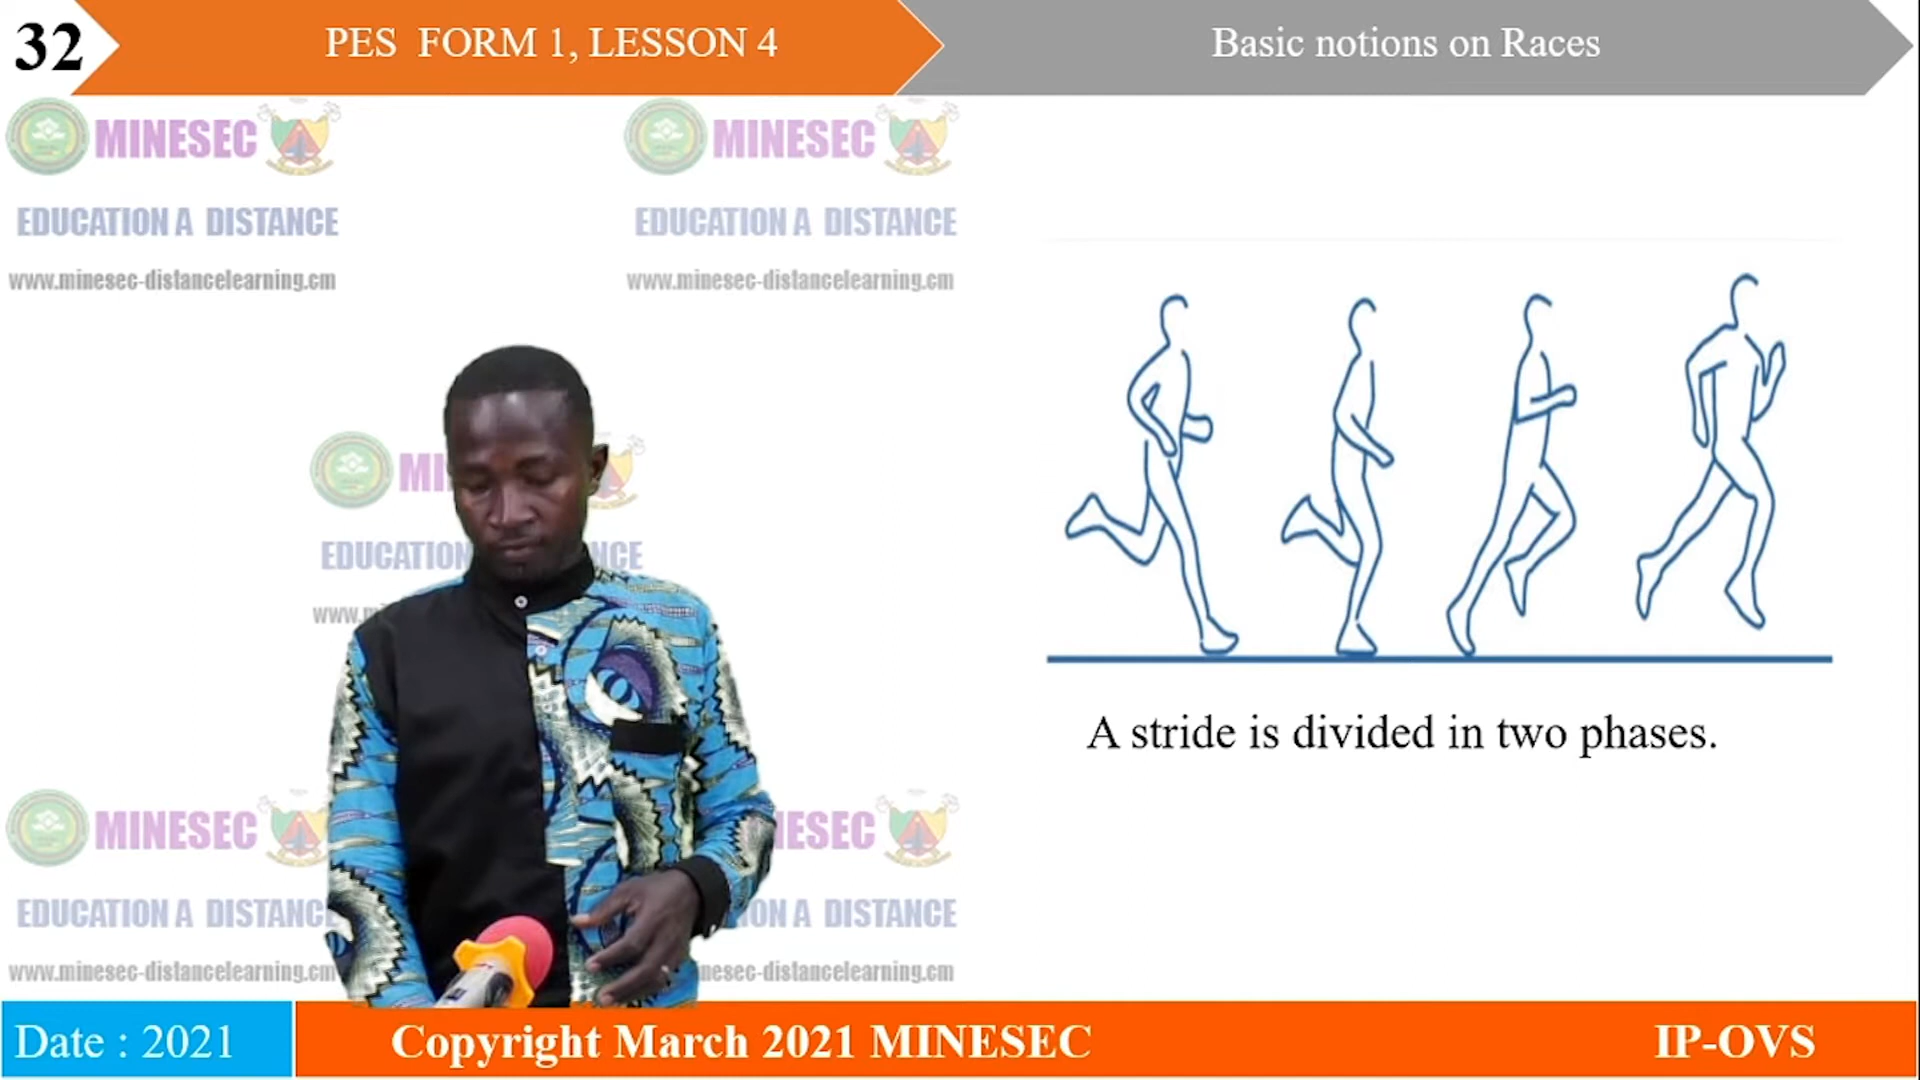 32
PES FORM 1, LESSON 4
Basic notions on Races
MINESEC
EDUCATION A DISTANCE
www.minesec-distancelearning.cm
MINESEC
EDUCATION A DISTANCE
www.minesec-distancelearning.cm
A stride is divided in two phases.
MINESEC
EDUCATION A DISTANCE
www.minesec-distancelearning.cm
Date : 2021
Copyright March 2021 MINESEC
IP-OVS